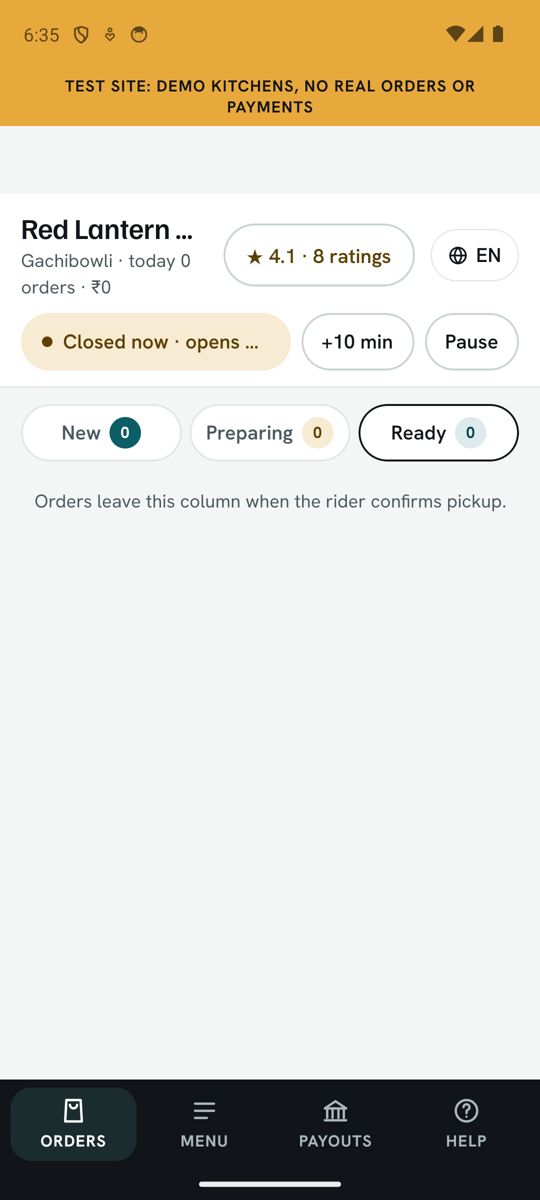 6:35
TEST SITE: DEMO KITCHENS, NO REAL ORDERS OR
PAYMENTS
Red Lantern ...
Gachibowli · today 0
orders · ₹0
★ 4.1 · 8 ratings
EN
Closed now · opens ...
+10 min
Pause
New 0
Preparing 0
Ready 0
Orders leave this column when the rider confirms pickup.
ORDERS
MENU
PAYOUTS
HELP